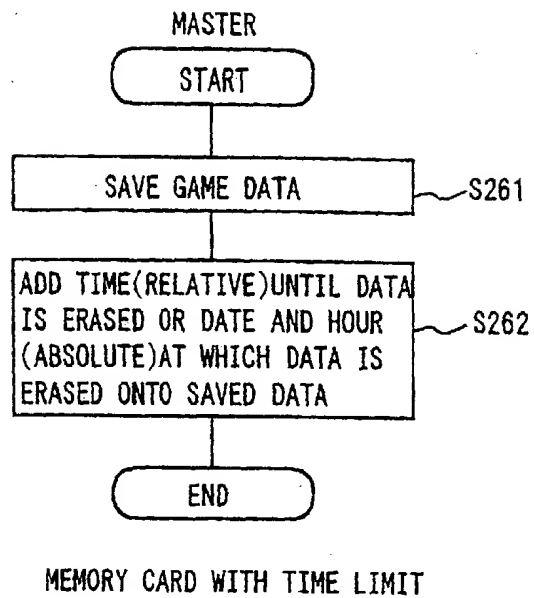 MASTER
START
SAVE GAME DATA
S261
ADD TIME(RELATIVE)UNTIL DATA
IS ERASED OR DATE AND HOUR
(ABSOLUTE)AT WHICH DATA IS
ERASED ONTO SAVED DATA
S262
END
MEMORY CARD WITH TIME LIMIT